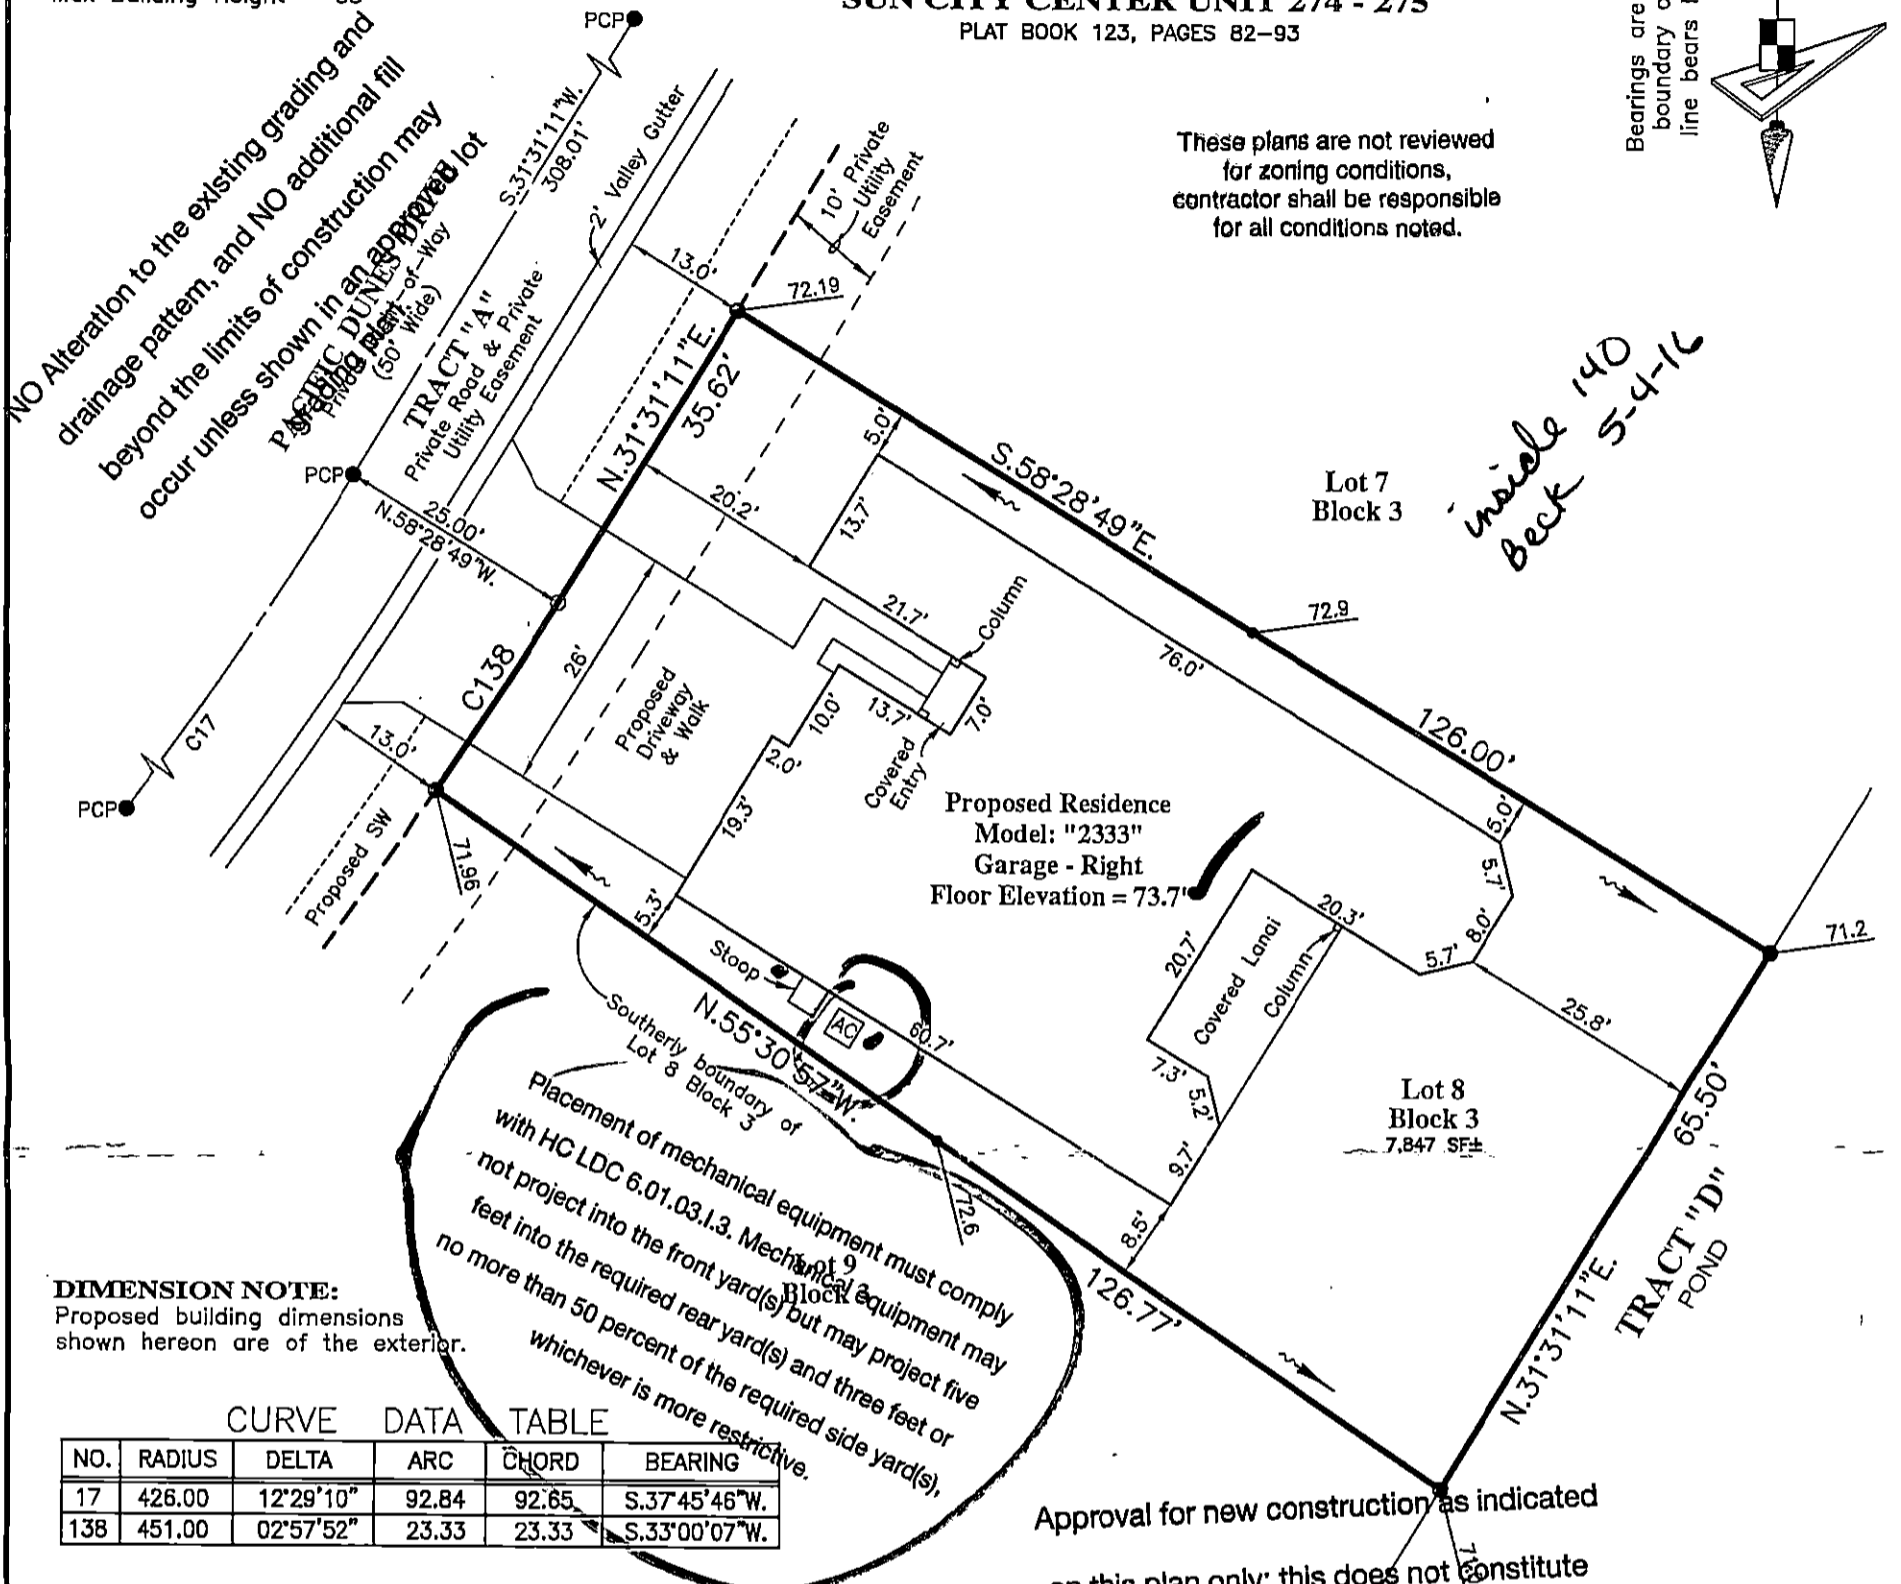 SUN CITY CENTER UNIT 274 - 275
PLAT BOOK 123, PAGES 82-93
Bearings are
boundary
line bears
These plans are not reviewed
for zoning conditions,
contractor shall be responsible
for all conditions noted.
NO Alteration to the existing grading and
drainage pattern, and NO additional fill
beyond the limits of construction may
occur unless shown in an approved lot
grading plan.
PACIFIC DUNES DRIVE
Private Right-of-Way
(50' Wide)
TRACT "A"
Private Road & Private
Utility Easement
PCP
S.31°31'11"W.
308.01'
2' Valley Gutter
10' Private
Utility
Easement
13.0'
72.19
N.31°31'11"E.
35.62'
PCP
25.00'
N.58°28'49"W.
C138
C17
PCP
13.0'
Proposed SW
71.96
26'
Proposed
Driveway
& Walk
20.2'
5.0'
13.7'
21.7'
Column
S.58°28'49"E.
126.00'
Lot 7
Block 3
inside 140
Beck 5-4-16
72.9
76.0'
10.0'
13.7'
7.0'
2.0'
19.3'
Covered
Entry
Proposed Residence
Model: "2333"
Garage - Right
Floor Elevation = 73.7'
5.0'
5.7'
8.0'
5.7'
20.3'
20.7'
Covered Lanai
Column
25.8'
71.2
5.3'
Stoop
AC
60.7'
7.3'
5.2'
9.7'
8.5'
Southerly boundary of
Lot 8 Block 3
N.55°30'57"W.
126.77'
72.6
Lot 8
Block 3
7,847 SF±
65.50'
N.31°31'11"E.
TRACT "D"
POND
Placement of mechanical equipment must comply
with HC LDC 6.01.03.I.3. Mechanical equipment may
not project into the front yard(s) but may project five
feet into the required rear yard(s) and three feet or
no more than 50 percent of the required side yard(s),
whichever is more restrictive.
Lot 9
Block 3
DIMENSION NOTE:
Proposed building dimensions
shown hereon are of the exterior.
CURVE DATA TABLE
NO. RADIUS DELTA ARC CHORD BEARING
17 426.00 12°29'10" 92.84 92.65 S.37°45'46"W.
138 451.00 02°57'52" 23.33 23.33 S.33°00'07"W.
Approval for new construction as indicated
on this plan only; this does not constitute